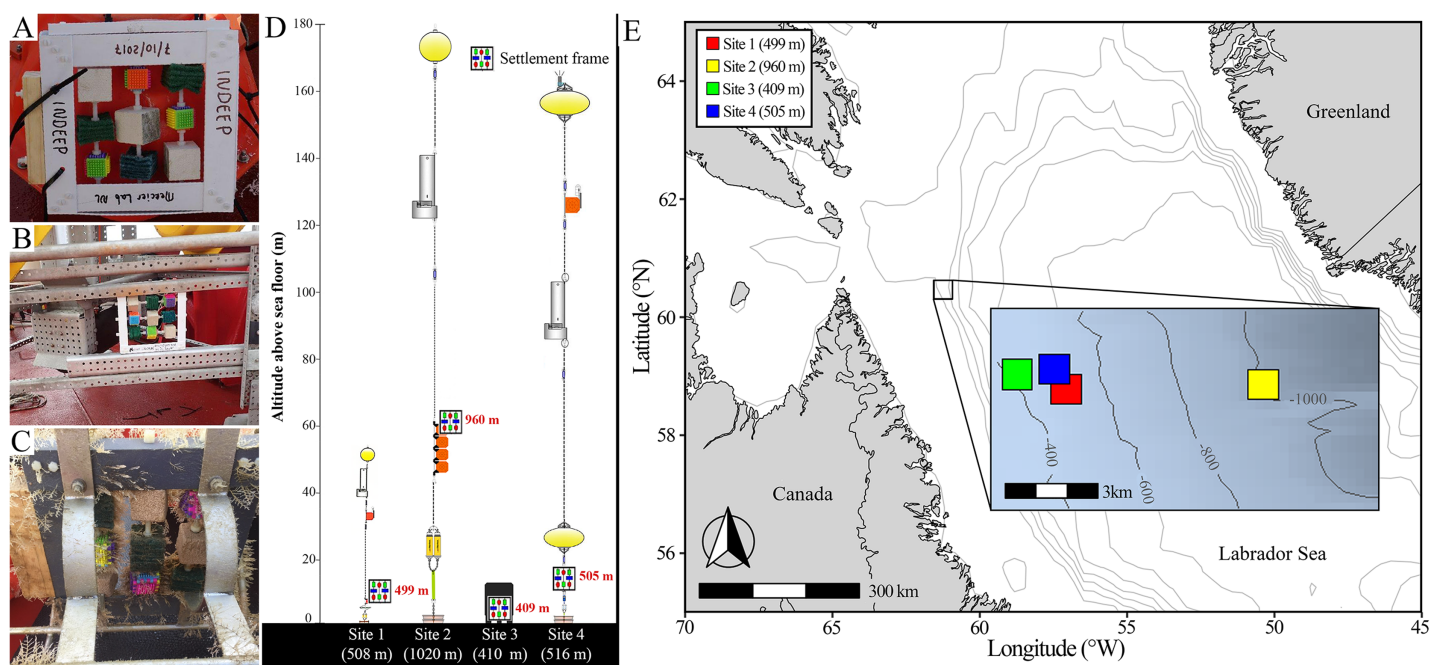 A
7/10/2017
INDEEP
INDEEP
Mercier Lab NL
B
C
D
180
160
140
120
100
80
60
40
20
0
Altitude above sea floor (m)
Settlement frame
960 m
499 m
409 m
505 m
Site 1
(508 m)
Site 2
(1020 m)
Site 3
(410 m)
Site 4
(516 m)
E
Site 1 (499 m)
Site 2 (960 m)
Site 3 (409 m)
Site 4 (505 m)
Greenland
Canada
Labrador Sea
-400
-600
-800
-1000
3km
300 km
64
62
60
58
56
Latitude (°N)
70
65
60
55
50
45
Longitude (°W)